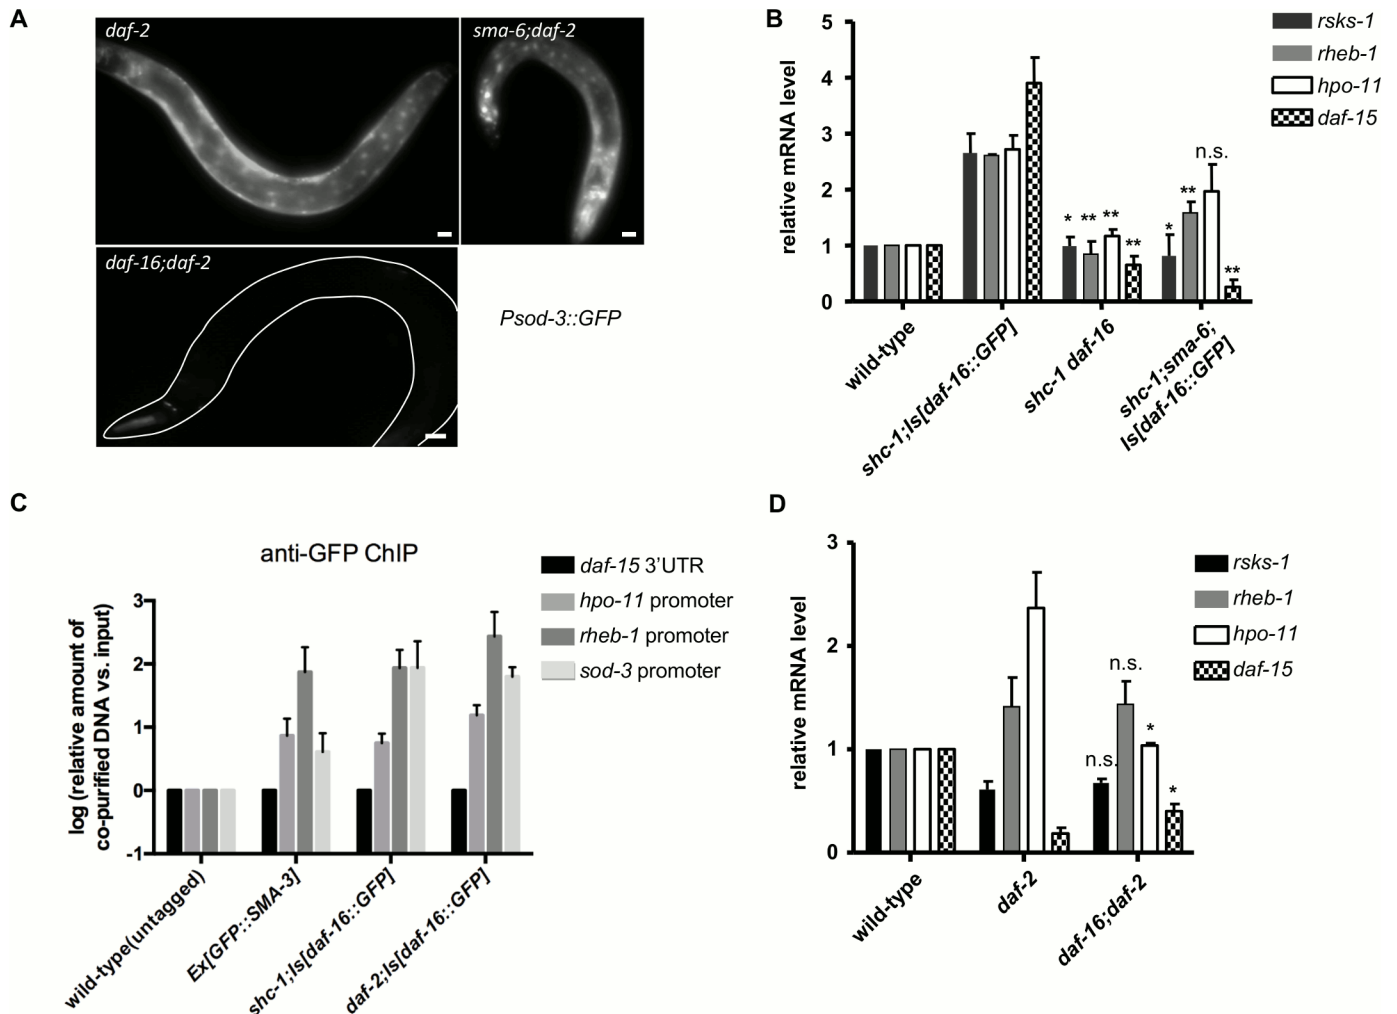 A
daf-2
sma-6;daf-2
daf-16;daf-2
Psod-3::GFP
B
relative mRNA level
5
4
3
2
1
0
rsks-1
rheb-1
hpo-11
daf-15
* ** ** **
* ** n.s. **
wild-type
shc-1;Is[daf-16::GFP]
shc-1 daf-16
shc-1;sma-6;
Is[daf-16::GFP]
C
anti-GFP ChIP
log (relative amount of
co-purified DNA vs. input)
3
2
1
0
-1
daf-15 3'UTR
hpo-11 promoter
rheb-1 promoter
sod-3 promoter
wild-type(untagged)
Ex[GFP::SMA-3]
shc-1;Is[daf-16::GFP]
daf-2;Is[daf-16::GFP]
D
relative mRNA level
3
2
1
0
rsks-1
rheb-1
hpo-11
daf-15
n.s. n.s. * *
wild-type
daf-2
daf-16;daf-2